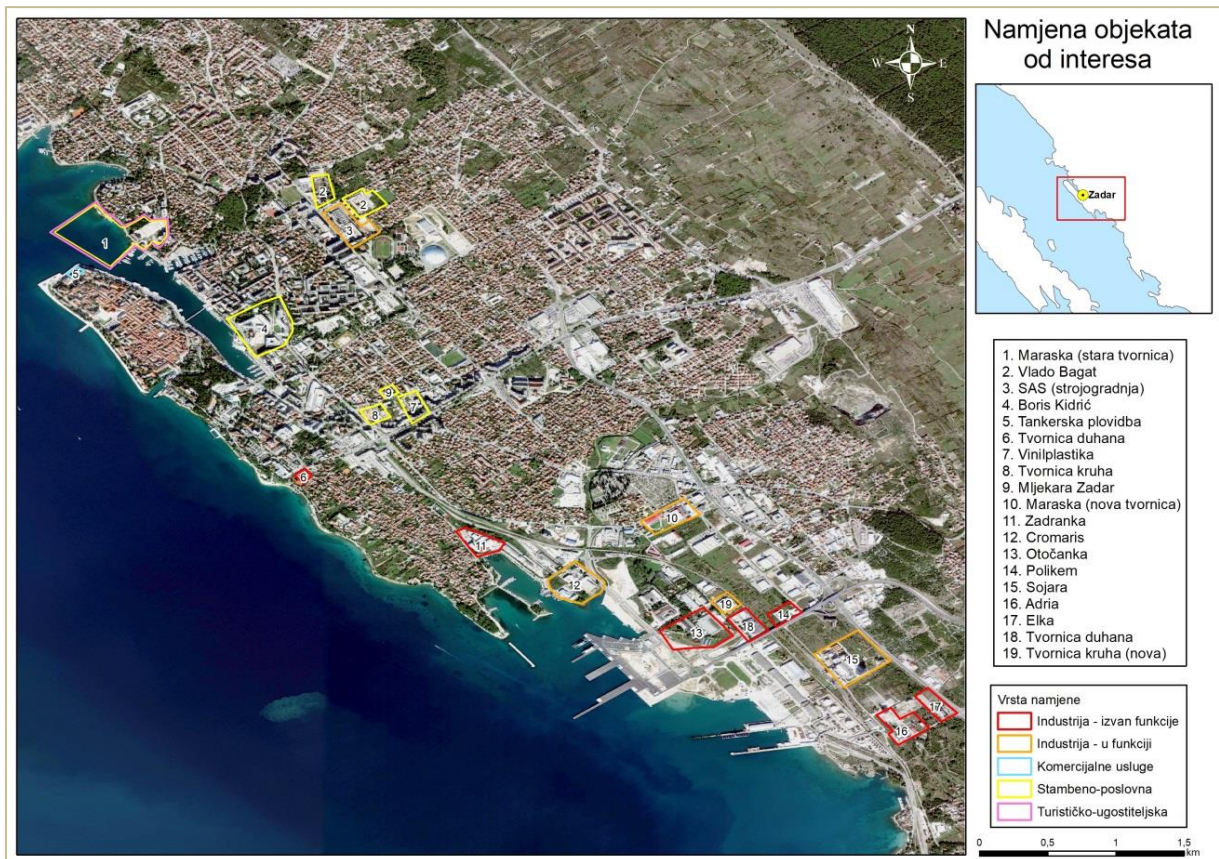 Namjena objekata
od interesa
N
W E
S
Zadar
1
2
2
3
4
5
6
7
8
9
10
11
12
13
14
15
16
17
18
19
1. Maraska (stara tvornica)
2. Vlado Bagat
3. SAS (strojogradnja)
4. Boris Kidrić
5. Tankerska plovidba
6. Tvornica duhana
7. Vinilplastika
8. Tvornica kruha
9. Mljekara Zadar
10. Maraska (nova tvornica)
11. Zadranka
12. Cromaris
13. Otočanka
14. Polikem
15. Sojara
16. Adria
17. Elka
18. Tvornica duhana
19. Tvornica kruha (nova)
Vrsta namjene
Industrija - izvan funkcije
Industrija - u funkciji
Komercijalne usluge
Stambeno-poslovna
Turističko-ugostiteljska
0 0,5 1 1,5
km